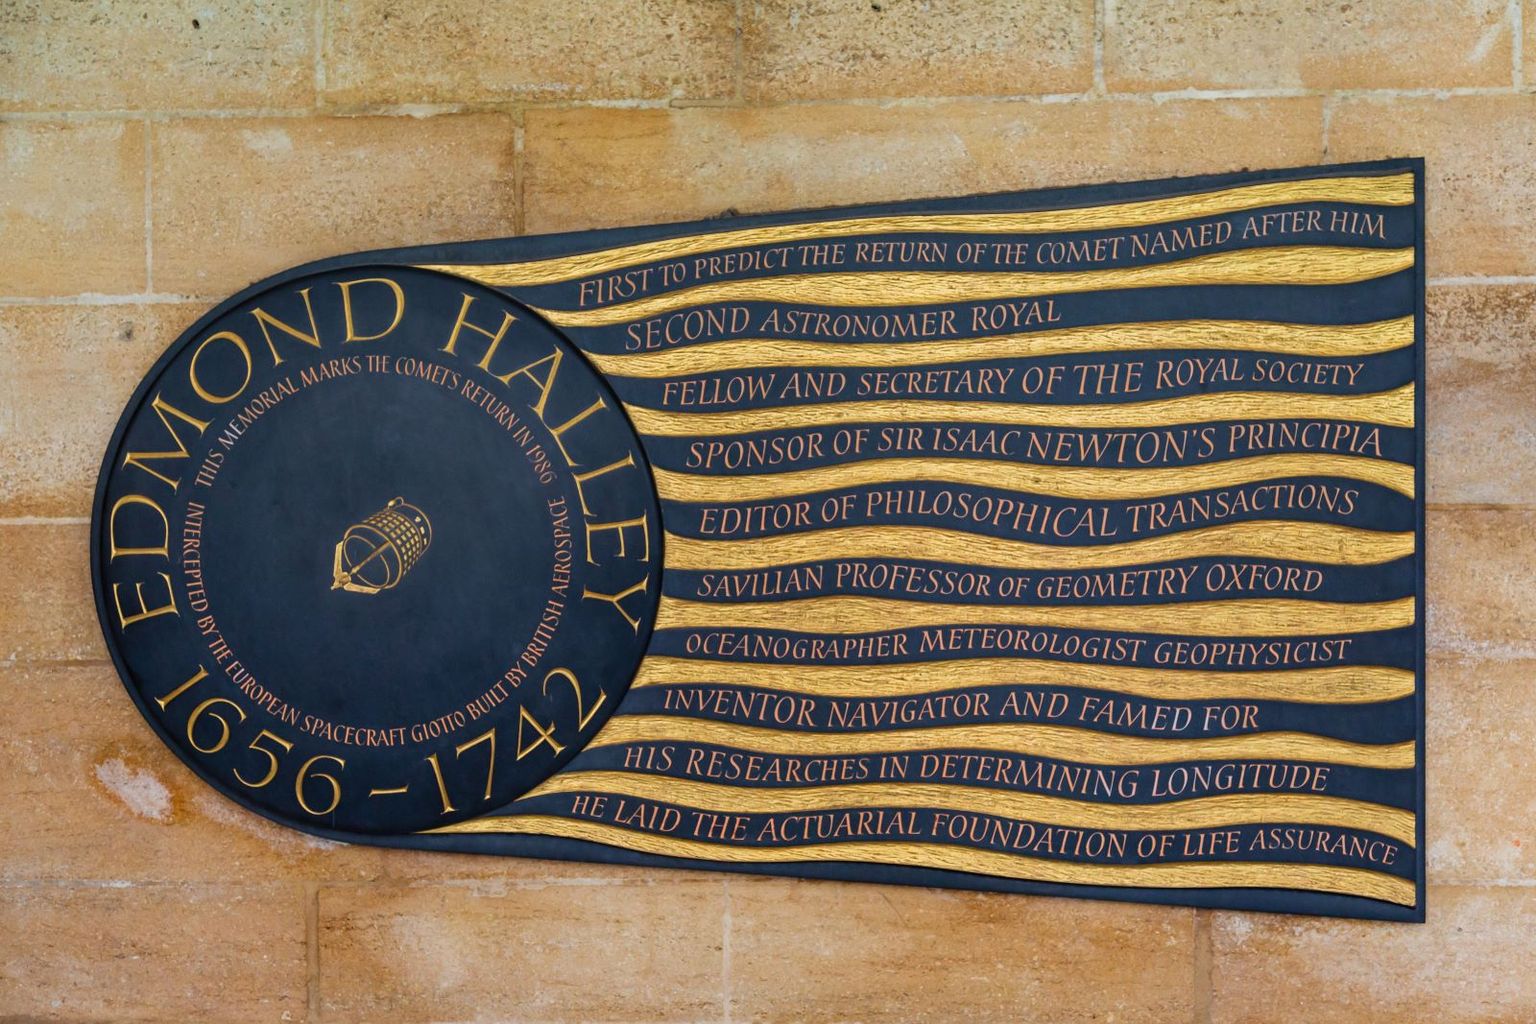 EDMOND HALLEY
1656 – 1742
THIS MEMORIAL MARKS THE COMET'S RETURN IN 1986
INTERCEPTED BY THE EUROPEAN SPACECRAFT GIOTTO BUILT BY BRITISH AEROSPACE
FIRST TO PREDICT THE RETURN OF THE COMET NAMED AFTER HIM
SECOND ASTRONOMER ROYAL
FELLOW AND SECRETARY OF THE ROYAL SOCIETY
SPONSOR OF SIR ISAAC NEWTON'S PRINCIPIA
EDITOR OF PHILOSOPHICAL TRANSACTIONS
SAVILIAN PROFESSOR OF GEOMETRY OXFORD
OCEANOGRAPHER METEOROLOGIST GEOPHYSICIST
INVENTOR NAVIGATOR AND FAMED FOR
HIS RESEARCHES IN DETERMINING LONGITUDE
HE LAID THE ACTUARIAL FOUNDATION OF LIFE ASSURANCE